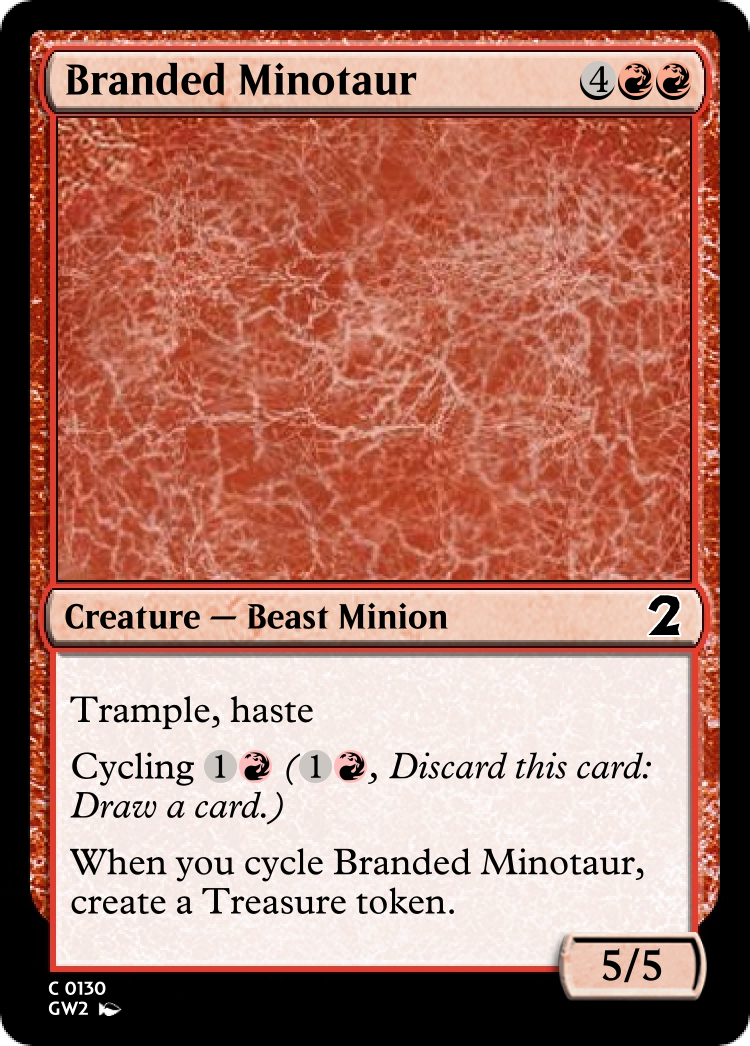 Branded Minotaur 4
Creature — Beast Minion 2
Trample, haste
Cycling 1 (1, Discard this card:
Draw a card.)
When you cycle Branded Minotaur,
create a Treasure token.
5/5
C 0130
GW2